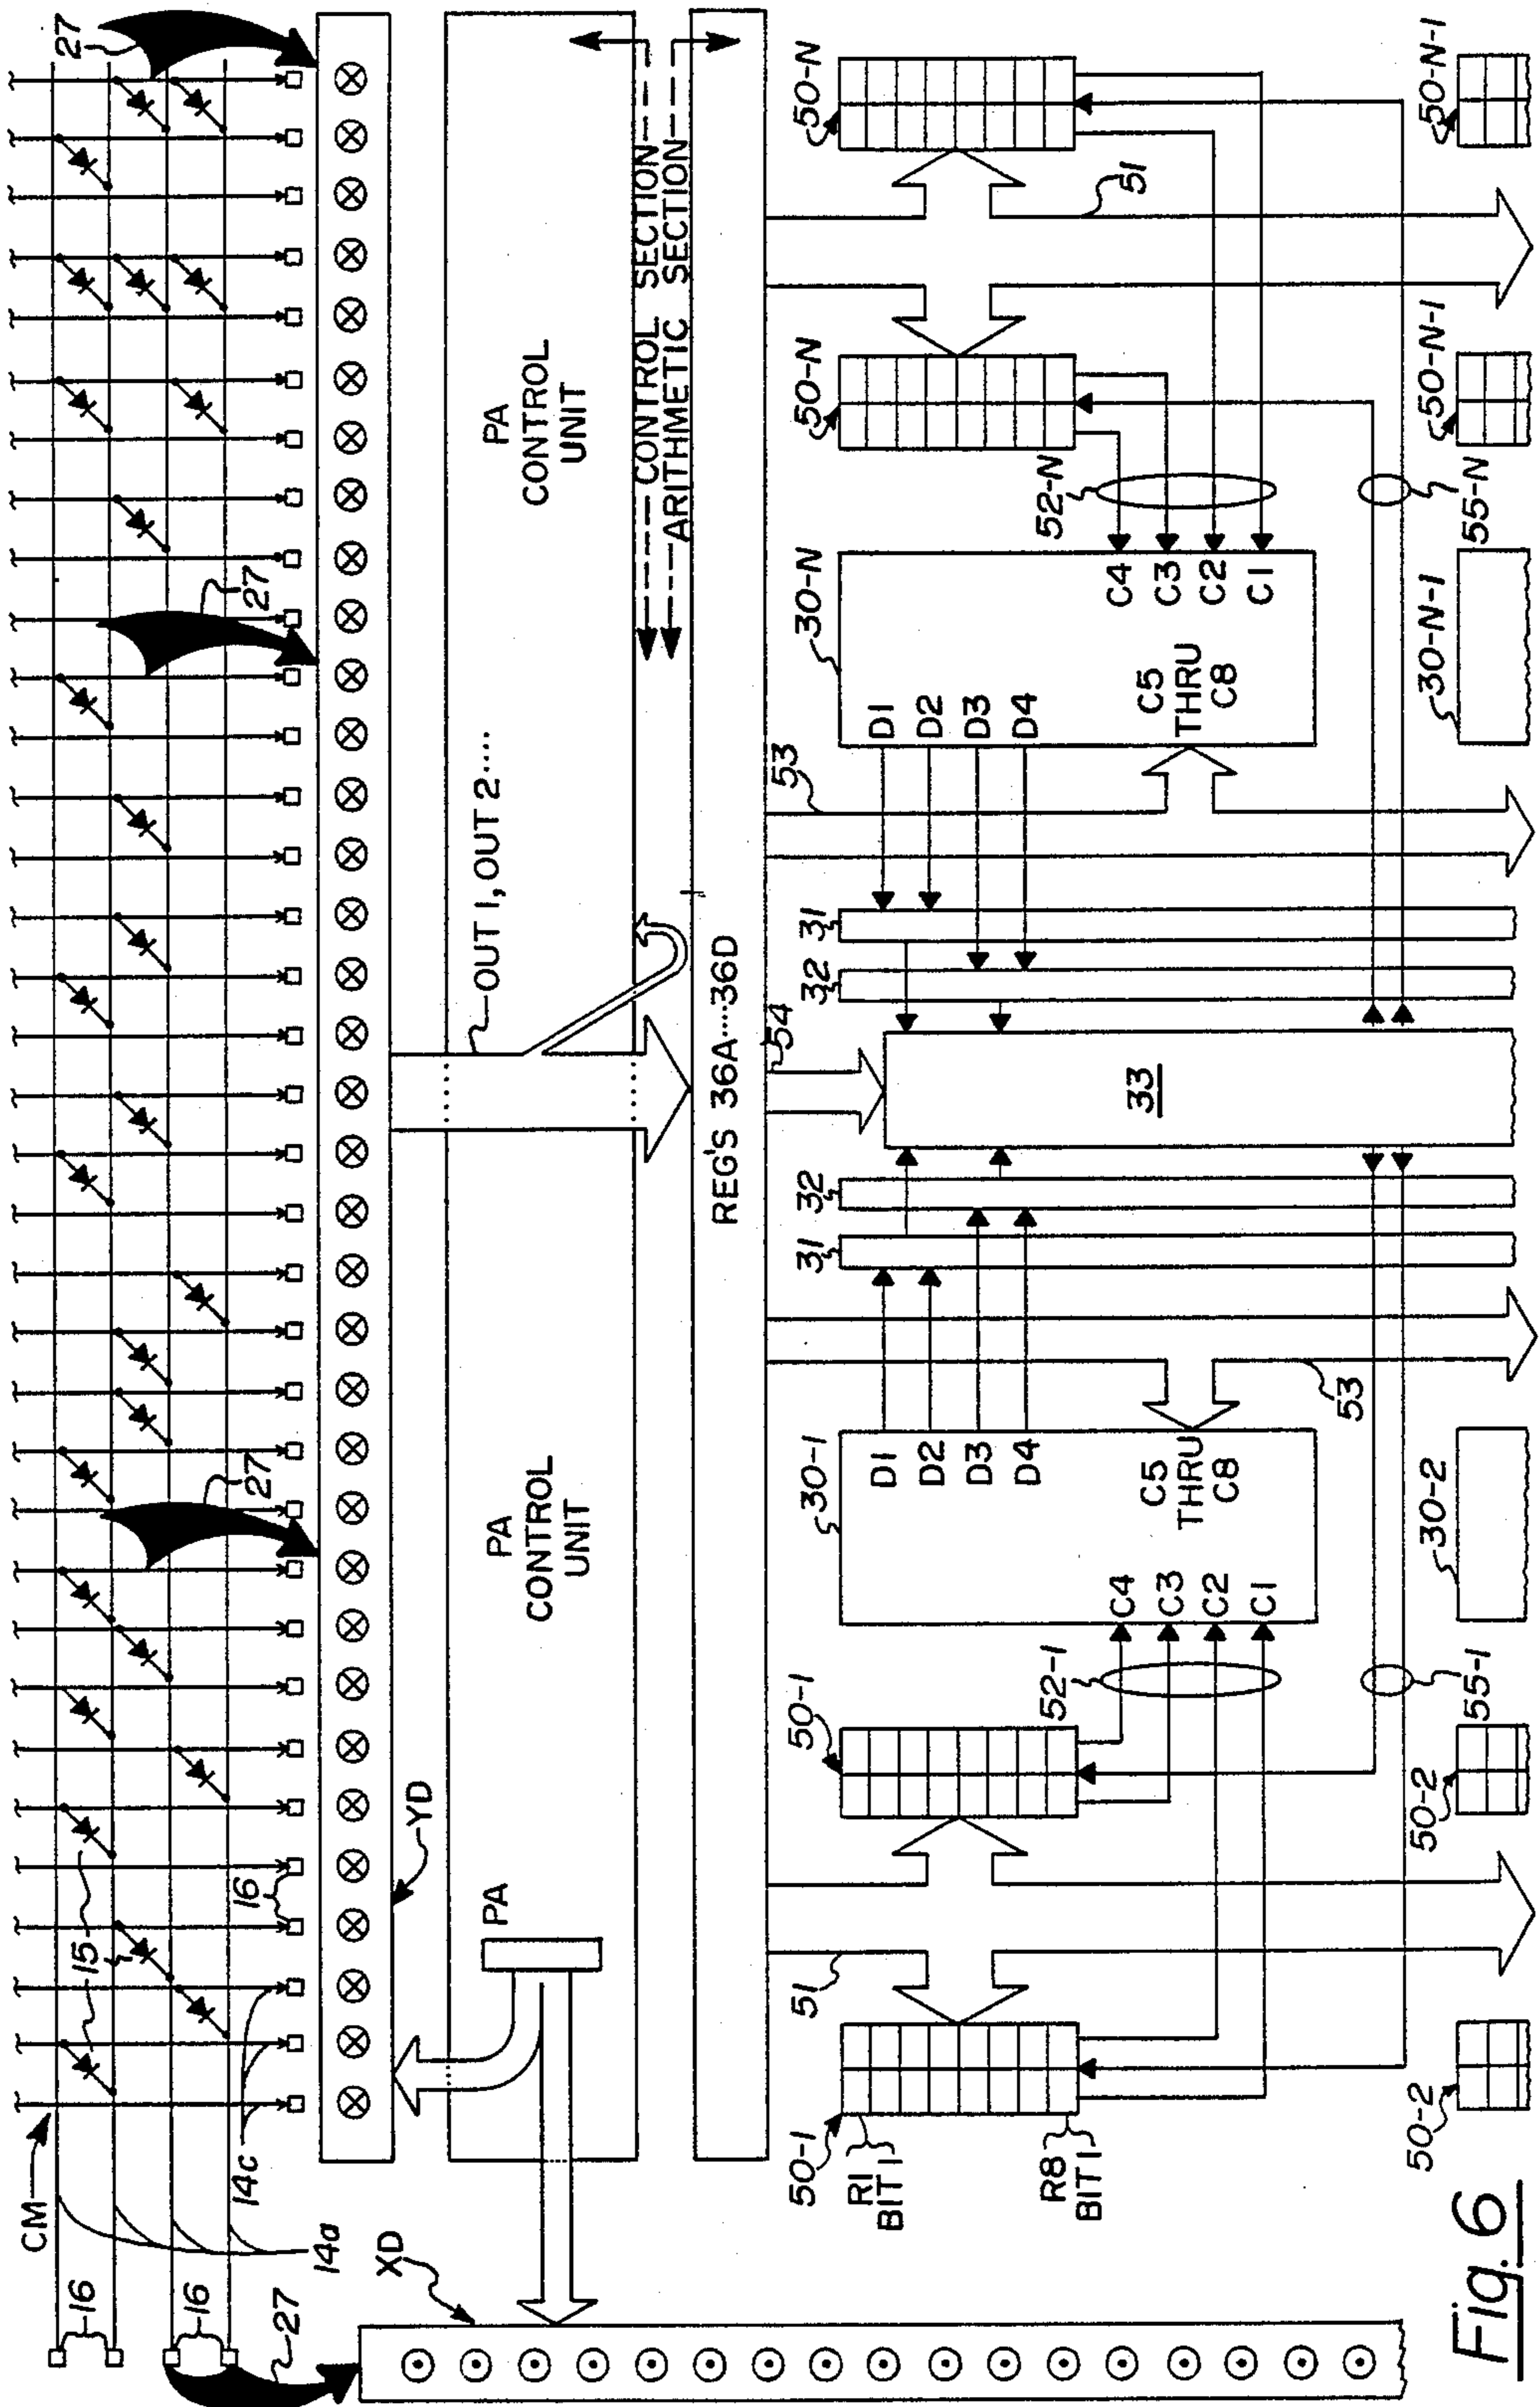 27
CM
16
16
27
14a
14c
15
16
27
27
XD
YD
PA
PA
CONTROL
UNIT
OUT 1, OUT 2.....
PA
CONTROL
UNIT
CONTROL SECTION
ARITHMETIC SECTION
REG'S 36A....36D
50-1
R1
BIT 1
R8
BIT 1
51
50-1
52-1
30-1
D1
D2
D3
D4
C4
C3
C2
C1
C5
THRU
C8
53
31
32
54
33
32
31
53
30-N
D1
D2
D3
D4
C5
THRU
C8
C4
C3
C2
C1
52-N
50-N
51
50-N
50-2
50-2
55-1
30-2
30-N-1
55-N
50-N-1
50-N-1
Fig. 6